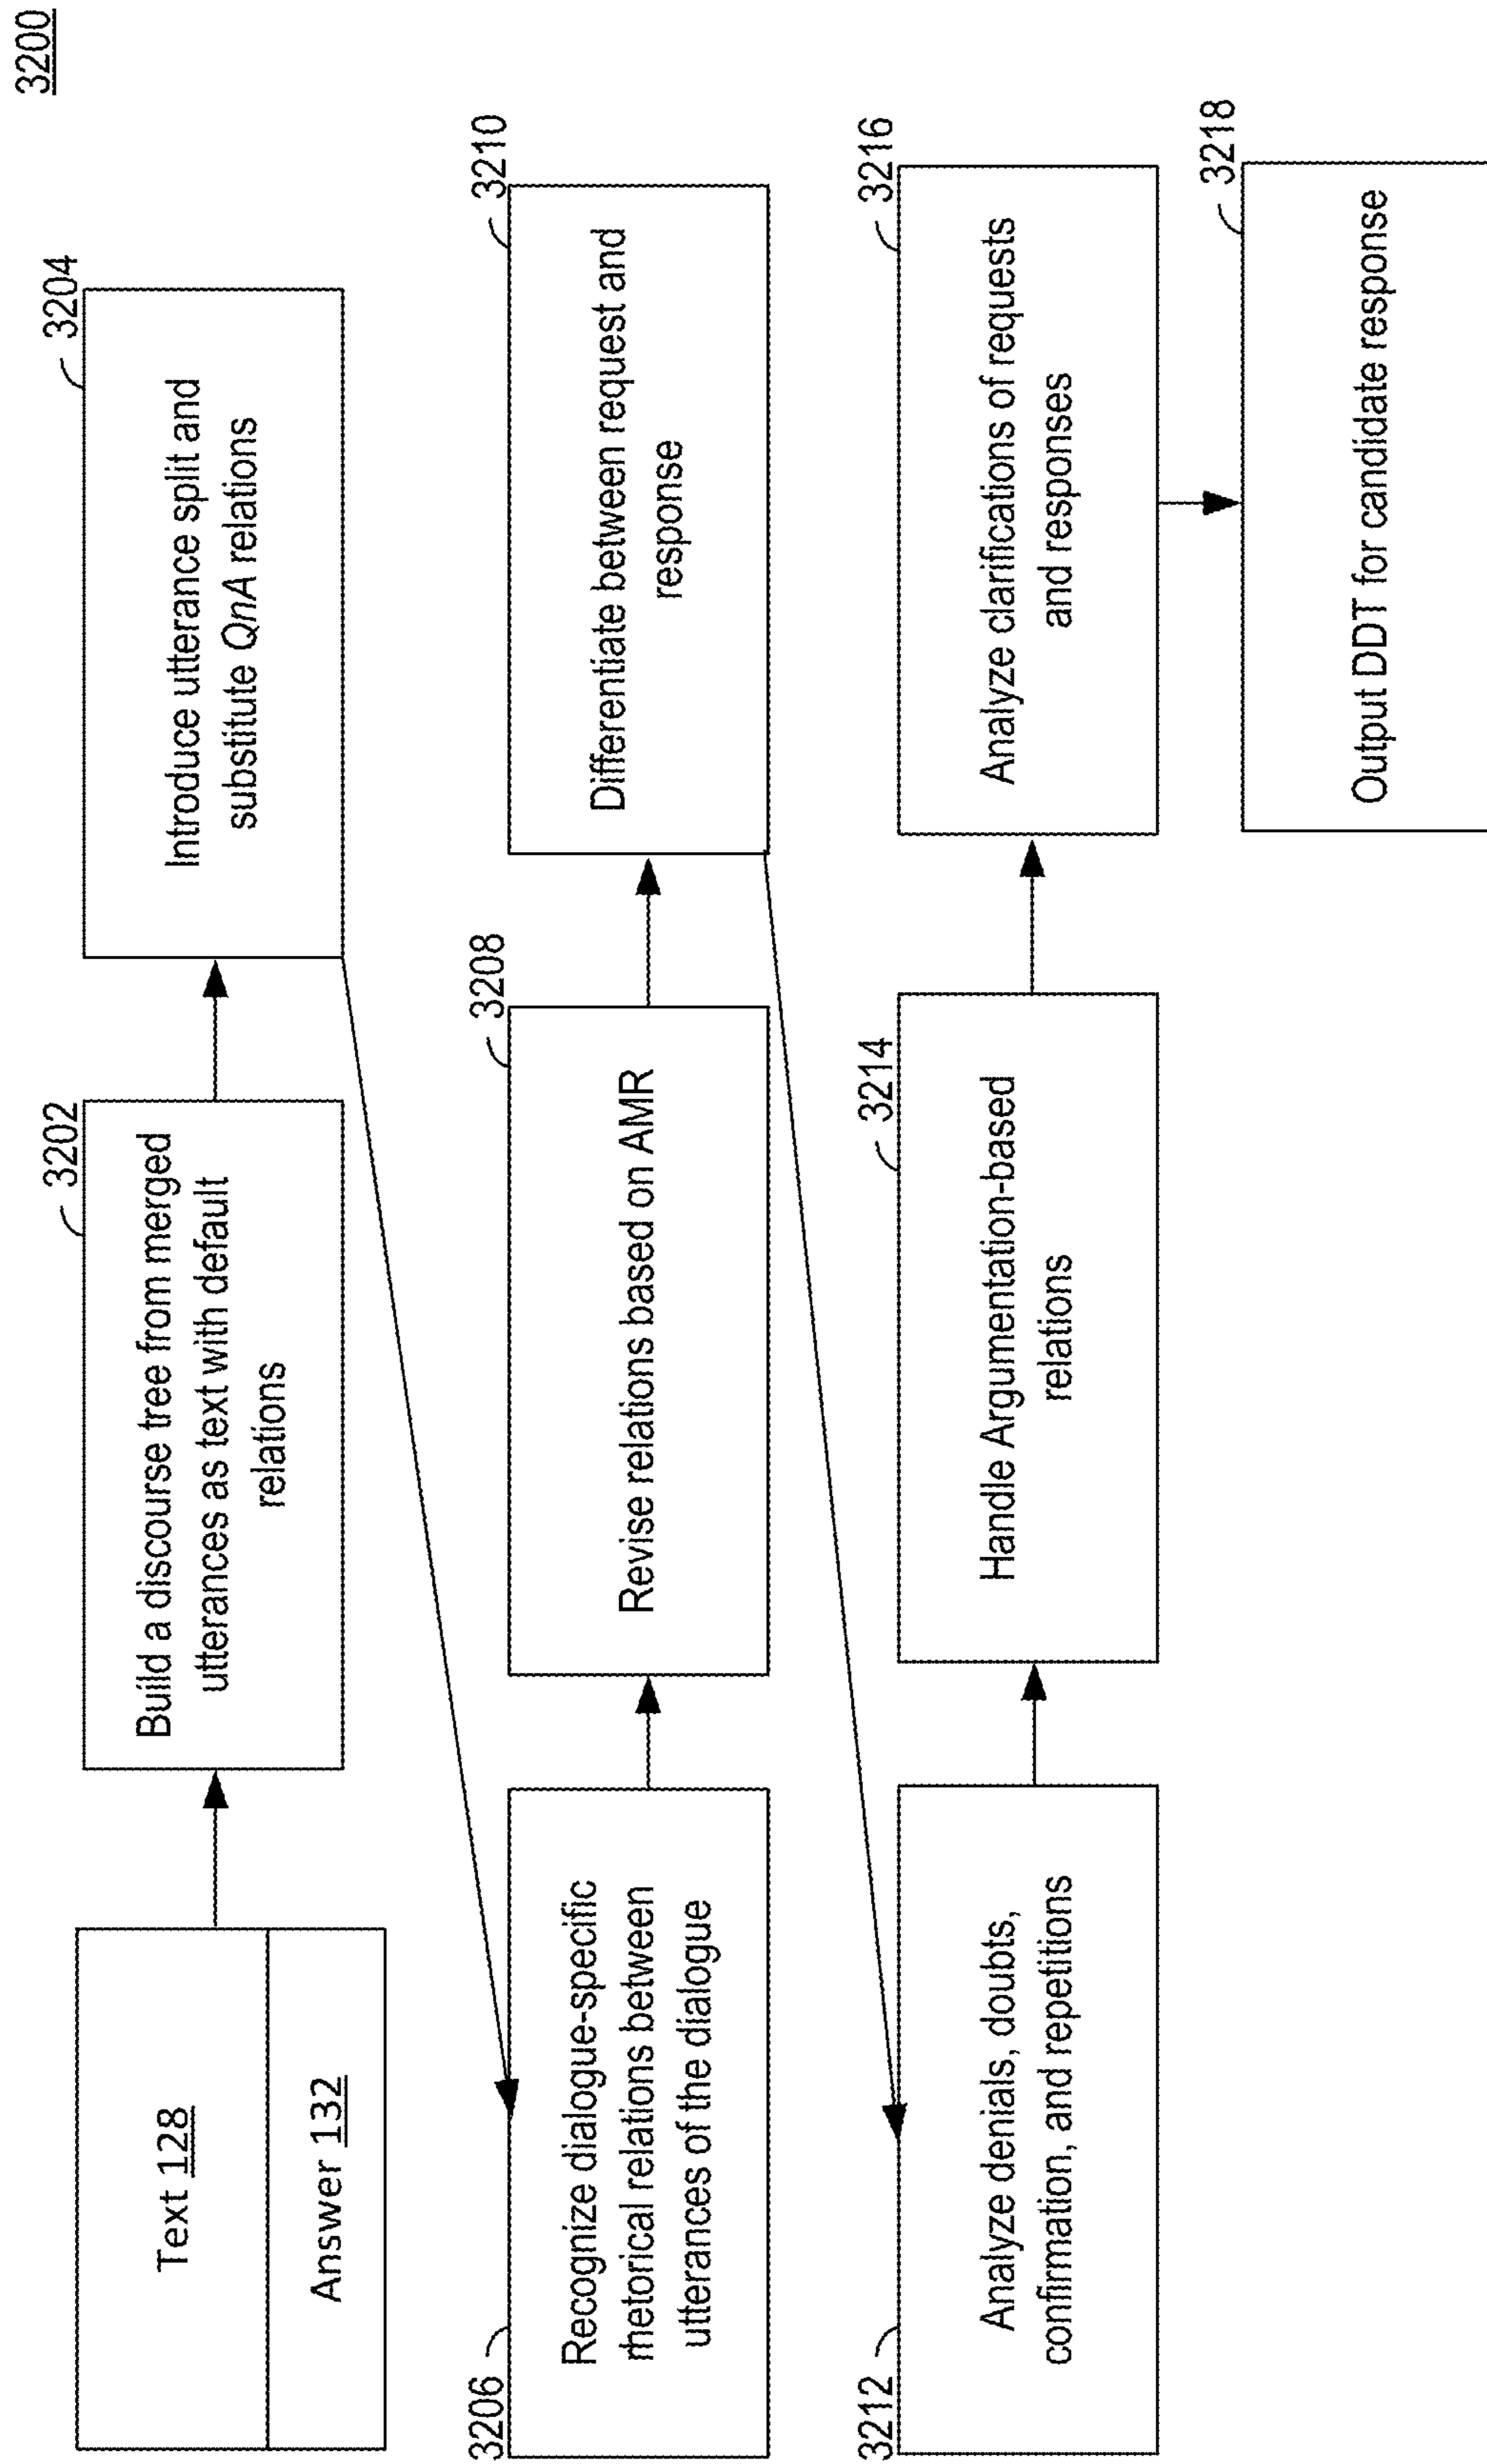 3200
Text 128
Answer 132
3202
Build a discourse tree from merged
utterances as text with default
relations
3204
Introduce utterance split and
substitute QnA relations
3206
Recognize dialogue-specific
rhetorical relations between
utterances of the dialogue
3208
Revise relations based on AMR
3210
Differentiate between request and
response
3212
Analyze denials, doubts,
confirmation, and repetitions
3214
Handle Argumentation-based
relations
3216
Analyze clarifications of requests
and responses
3218
Output DDT for candidate response